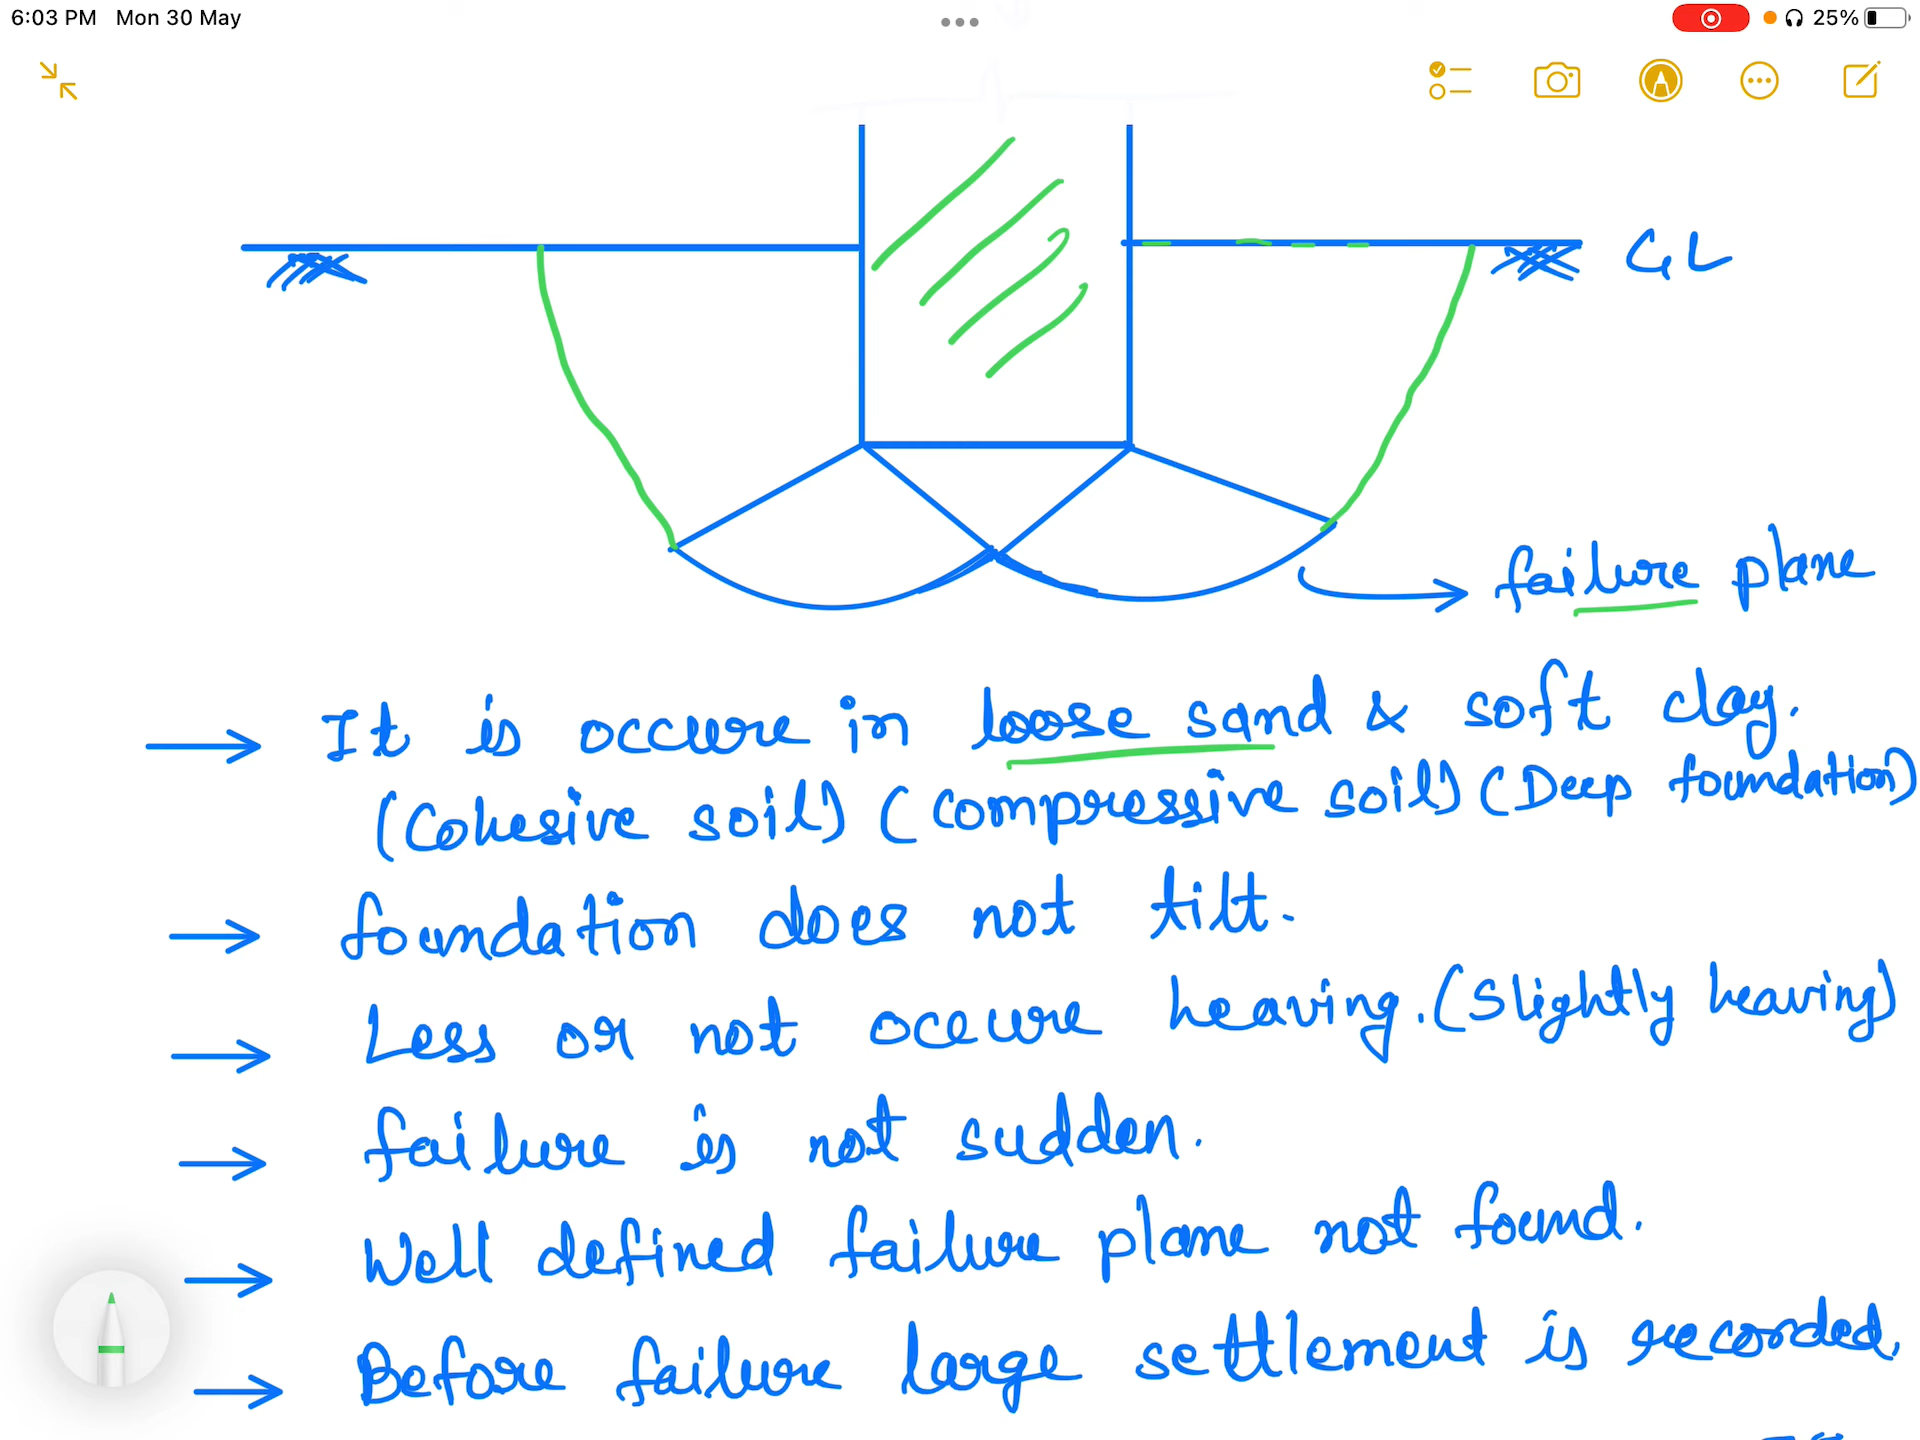 6:03 PM Mon 30 May
25%
GL
failure plane
It is occure in loose sand & soft clay.
(Cohesive soil) (compressive soil) (Deep foundation)
foundation does not tilt.
Less or not occure heaving. (Slightly heaving)
failure is not sudden.
Well defined failure plane not found.
Before failure large settlement is recorded.